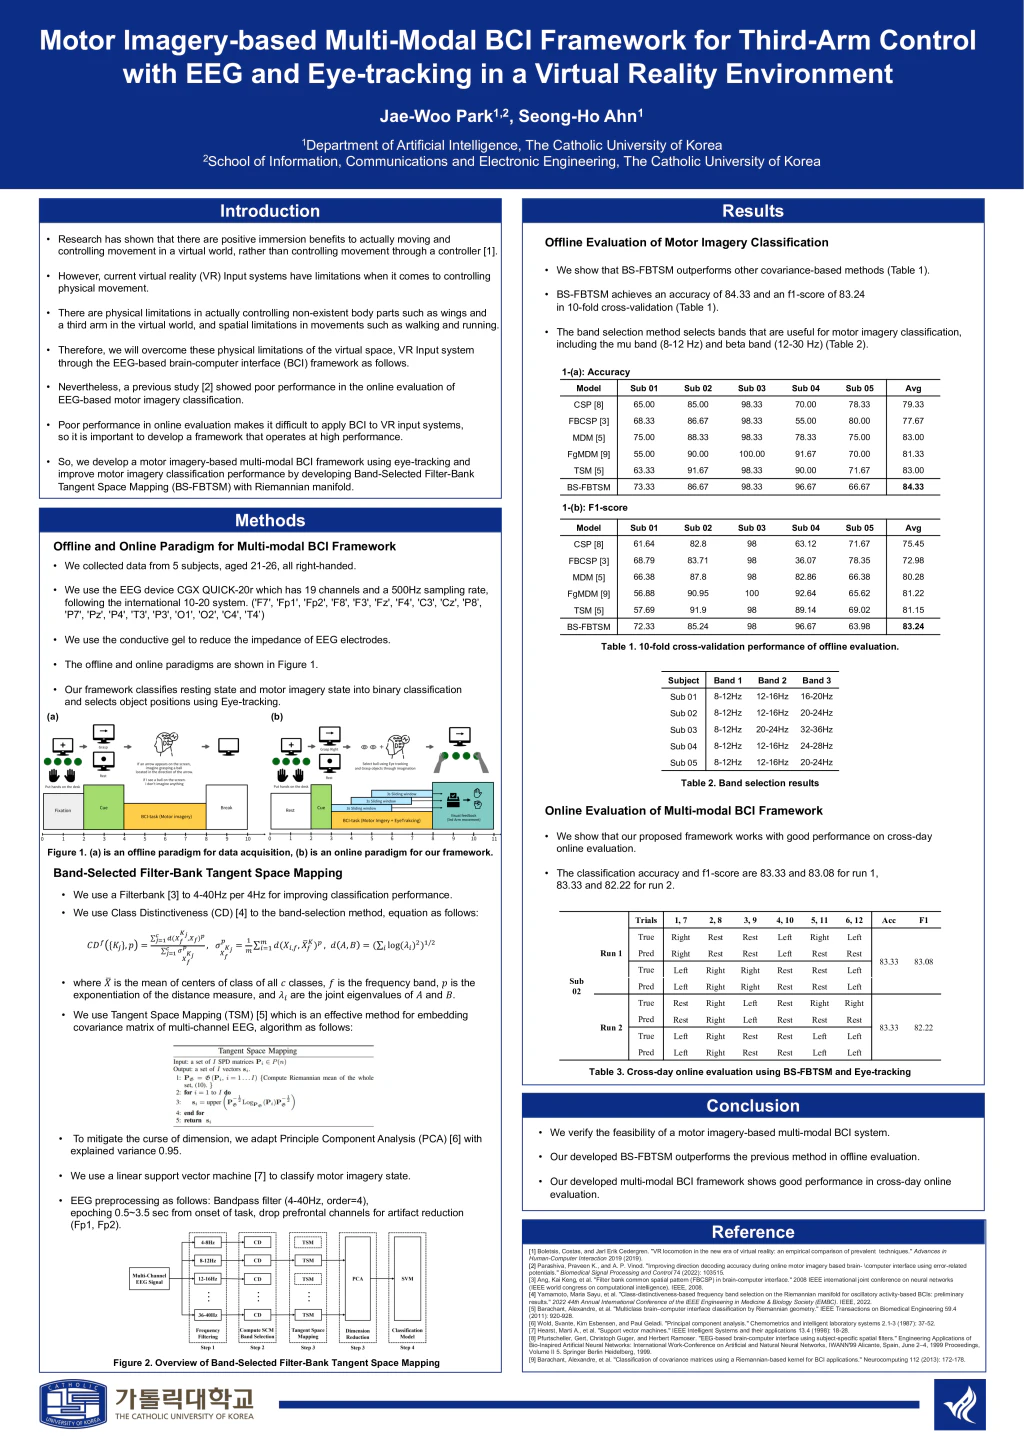 Motor Imagery-based Multi-Modal BCI Framework for Third-Arm Control
with EEG and Eye-tracking in a Virtual Reality Environment
Jae-Woo Park1,2, Seong-Ho Ahn1
1Department of Artificial Intelligence, The Catholic University of Korea
2School of Information, Communications and Electronic Engineering, The Catholic University of Korea
Introduction
• Research has shown that there are positive immersion benefits to actually moving and
controlling movement in a virtual world, rather than controlling movement through a controller [1].
• However, current virtual reality (VR) Input systems have limitations when it comes to controlling
physical movement.
• There are physical limitations in actually controlling non-existent body parts such as wings and
a third arm in the virtual world, and spatial limitations in movements such as walking and running.
• Therefore, we will overcome these physical limitations of the virtual space, VR Input system
through the EEG-based brain-computer interface (BCI) framework as follows.
• Nevertheless, a previous study [2] showed poor performance in the online evaluation of
EEG-based motor imagery classification.
• Poor performance in online evaluation makes it difficult to apply BCI to VR input systems,
so it is important to develop a framework that operates at high performance.
• So, we develop a motor imagery-based multi-modal BCI framework using eye-tracking and
improve motor imagery classification performance by developing Band-Selected Filter-Bank
Tangent Space Mapping (BS-FBTSM) with Riemannian manifold.
Methods
Offline and Online Paradigm for Multi-modal BCI Framework
• We collected data from 5 subjects, aged 21-26, all right-handed.
• We use the EEG device CGX QUICK-20r which has 19 channels and a 500Hz sampling rate,
following the international 10-20 system. ('F7', 'Fp1', 'Fp2', 'F8', 'F3', 'Fz', 'F4', 'C3', 'Cz', 'P8',
'P7', 'Pz', 'P4', 'T3', 'P3', 'O1', 'O2', 'C4', 'T4')
• We use the conductive gel to reduce the impedance of EEG electrodes.
• The offline and online paradigms are shown in Figure 1.
• Our framework classifies resting state and motor imagery state into binary classification
and selects object positions using Eye-tracking.
(a)
Put hands on the desk
Rest
If an arrow appears on the screen,
imagine grasping a ball
located in the direction of the arrow.
Fixation
Cue
BCI-task (Motor imagery)
Break
0 1 2 3 4 5 6 7 8 9 10
(b)
Put hands on the desk
Rest
Select ball using Eye-tracking
and Grasp objects through Imagination
Rest
Cue
1s Sliding window
1s Sliding window
1s Sliding window
BCI-task (Motor Imagery + EyeTracking)
Visual feedback
(3rd Arm movement)
0 1 2 3 4 5 6 7 8 9 10 11
Figure 1. (a) is an offline paradigm for data acquisition, (b) is an online paradigm for our framework.
Band-Selected Filter-Bank Tangent Space Mapping
• We use a Filterbank [3] to 4-40Hz per 4Hz for improving classification performance.
• We use Class Distinctiveness (CD) [4] to the band-selection method, equation as follows:
• where X̄ is the mean of centers of class of all c classes, f is the frequency band, p is the
exponentiation of the distance measure, and λi are the joint eigenvalues of A and B.
• We use Tangent Space Mapping (TSM) [5] which is an effective method for embedding
covariance matrix of multi-channel EEG, algorithm as follows:
Tangent Space Mapping
Input: a set of I SPD matrices Pi ∈ P(n)
Output: a set of I vectors si.
1: P𝔊 = 𝔊(Pi, i = 1 ... I) {Compute Riemannian mean of the whole
set, (10). }
2: for i = 1 to I do
3: si = upper (P𝔊^-1/2 Log P𝔊 (Pi) P𝔊^-1/2)
4: end for
5: return si
• To mitigate the curse of dimension, we adapt Principle Component Analysis (PCA) [6] with
explained variance 0.95.
• We use a linear support vector machine [7] to classify motor imagery state.
• EEG preprocessing as follows: Bandpass filter (4-40Hz, order=4),
epoching 0.5~3.5 sec from onset of task, drop prefrontal channels for artifact reduction
(Fp1, Fp2).
Multi-Channel
EEG Signal
4-8Hz CD TSM
8-12Hz CD TSM
12-16Hz CD TSM PCA SVM
36-40Hz CD TSM
Frequency
Filtering
Compute SCM
Band Selection
Tangent Space
Mapping
Dimension
Reduction
Classification
Model
Step 1 Step 2 Step 3 Step 3 Step 4
Figure 2. Overview of Band-Selected Filter-Bank Tangent Space Mapping
Results
Offline Evaluation of Motor Imagery Classification
• We show that BS-FBTSM outperforms other covariance-based methods (Table 1).
• BS-FBTSM achieves an accuracy of 84.33 and an f1-score of 83.24
in 10-fold cross-validation (Table 1).
• The band selection method selects bands that are useful for motor imagery classification,
including the mu band (8-12 Hz) and beta band (12-30 Hz) (Table 2).
1-(a): Accuracy
Model Sub 01 Sub 02 Sub 03 Sub 04 Sub 05 Avg
CSP [8] 65.00 85.00 98.33 70.00 78.33 79.33
FBCSP [3] 68.33 86.67 98.33 55.00 80.00 77.67
MDM [5] 75.00 88.33 98.33 78.33 75.00 83.00
FgMDM [9] 55.00 90.00 100.00 91.67 70.00 81.33
TSM [5] 63.33 91.67 98.33 90.00 71.67 83.00
BS-FBTSM 73.33 86.67 98.33 96.67 66.67 84.33
1-(b): F1-score
Model Sub 01 Sub 02 Sub 03 Sub 04 Sub 05 Avg
CSP [8] 61.64 82.8 98 63.12 71.67 75.45
FBCSP [3] 68.79 83.71 98 36.07 78.35 72.98
MDM [5] 66.38 87.8 98 82.86 66.38 80.28
FgMDM [9] 56.88 90.95 100 92.64 65.62 81.22
TSM [5] 57.69 91.9 98 89.14 69.02 81.15
BS-FBTSM 72.33 85.24 98 96.67 63.98 83.24
Table 1. 10-fold cross-validation performance of offline evaluation.
Subject Band 1 Band 2 Band 3
Sub 01 8-12Hz 12-16Hz 16-20Hz
Sub 02 8-12Hz 12-16Hz 20-24Hz
Sub 03 8-12Hz 20-24Hz 32-36Hz
Sub 04 8-12Hz 12-16Hz 24-28Hz
Sub 05 8-12Hz 12-16Hz 20-24Hz
Table 2. Band selection results
Online Evaluation of Multi-modal BCI Framework
• We show that our proposed framework works with good performance on cross-day
online evaluation.
• The classification accuracy and f1-score are 83.33 and 83.08 for run 1,
83.33 and 82.22 for run 2.
Trials 1, 7 2, 8 3, 9 4, 10 5, 11 6, 12 Acc F1
Sub
02
Run 1
True Right Rest Rest Left Right Left
Pred Right Rest Rest Left Rest Rest
83.33 83.08
True Left Right Right Rest Rest Left
Pred Left Right Right Rest Rest Left
Run 2
True Rest Right Left Rest Right Right
Pred Rest Right Left Rest Rest Rest
83.33 82.22
True Left Right Rest Rest Left Left
Pred Left Right Rest Rest Left Left
Table 3. Cross-day online evaluation using BS-FBTSM and Eye-tracking
Conclusion
• We verify the feasibility of a motor imagery-based multi-modal BCI system.
• Our developed BS-FBTSM outperforms the previous method in offline evaluation.
• Our developed multi-modal BCI framework shows good performance in cross-day online
evaluation.
Reference
[1] Boletsis, Costas, and Jarl Erik Cedergren. "VR locomotion in the new era of virtual reality: an empirical comparison of prevalent techniques." Advances in
Human-Computer Interaction 2019 (2019).
[2] Parashiva, Praveen K., and A. P. Vinod. "Improving direction decoding accuracy during online motor imagery based brain- \computer interface using error-related
potentials." Biomedical Signal Processing and Control 74 (2022): 103515.
[3] Ang, Kai Keng, et al. "Filter bank common spatial pattern (FBCSP) in brain-computer interface." 2008 IEEE international joint conference on neural networks
(IEEE world congress on computational intelligence). IEEE, 2008.
[4] Yamamoto, Maria Sayu, et al. "Class-distinctiveness-based frequency band selection on the Riemannian manifold for oscillatory activity-based BCIs: preliminary
results." 2022 44th Annual International Conference of the IEEE Engineering in Medicine & Biology Society (EMBC). IEEE, 2022.
[5] Barachant, Alexandre, et al. "Multiclass brain–computer interface classification by Riemannian geometry." IEEE Transactions on Biomedical Engineering 59.4
(2011): 920-928.
[6] Wold, Svante, Kim Esbensen, and Paul Geladi. "Principal component analysis." Chemometrics and intelligent laboratory systems 2.1-3 (1987): 37-52.
[7] Hearst, Marti A., et al. "Support vector machines." IEEE Intelligent Systems and their applications 13.4 (1998): 18-28.
[8] Pfurtscheller, Gert, Christoph Guger, and Herbert Ramoser. "EEG-based brain-computer interface using subject-specific spatial filters." Engineering Applications of
Bio-Inspired Artificial Neural Networks: International Work-Conference on Artificial and Natural Neural Networks, IWANN'99 Alicante, Spain, June 2–4, 1999 Proceedings,
Volume II 5. Springer Berlin Heidelberg, 1999.
[9] Barachant, Alexandre, et al. "Classification of covariance matrices using a Riemannian-based kernel for BCI applications." Neurocomputing 112 (2013): 172-178.
CATHOLIC
UNIVERSITY OF KOREA
가톨릭대학교
THE CATHOLIC UNIVERSITY OF KOREA